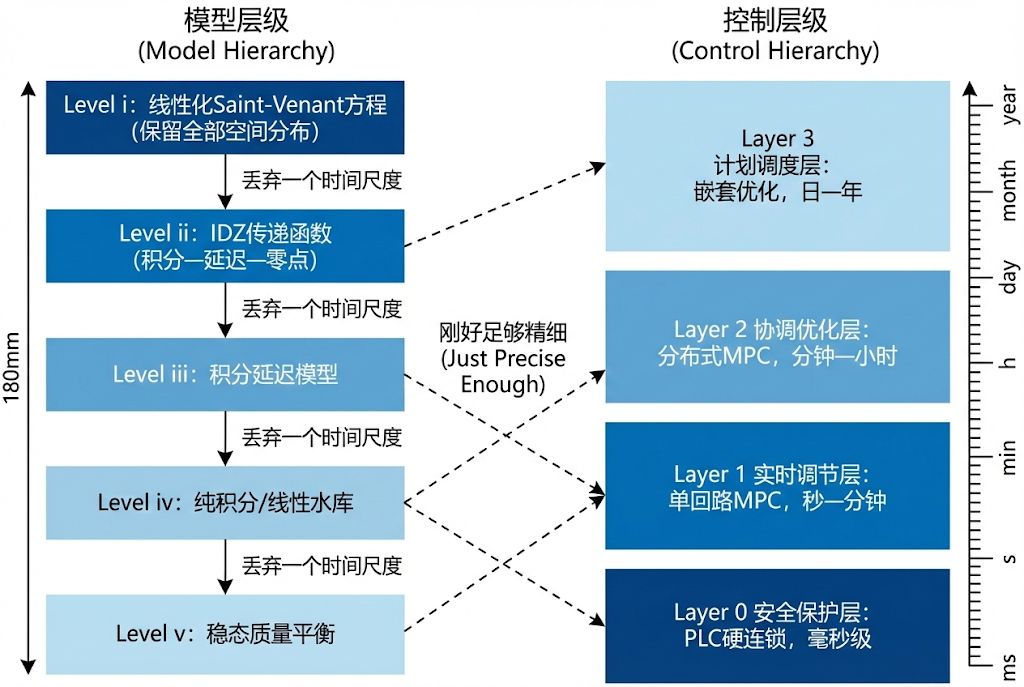 模型层级
(Model Hierarchy)
Level i：线性化Saint-Venant方程
（保留全部空间分布）
丢弃一个时间尺度
Level ii：IDZ传递函数
（积分—延迟—零点）
丢弃一个时间尺度
Level iii：积分延迟模型
丢弃一个时间尺度
Level iv：纯积分/线性水库
丢弃一个时间尺度
Level v：稳态质量平衡
180mm
刚好足够精细
(Just Precise
Enough)
控制层级
(Control Hierarchy)
Layer 3
计划调度层：
嵌套优化，日—年
Layer 2 协调优化层：
分布式MPC，分钟—小时
Layer 1 实时调节层：
单回路MPC，秒—分钟
Layer 0 安全保护层：
PLC硬连锁，毫秒级
year
month
day
h
min
s
ms